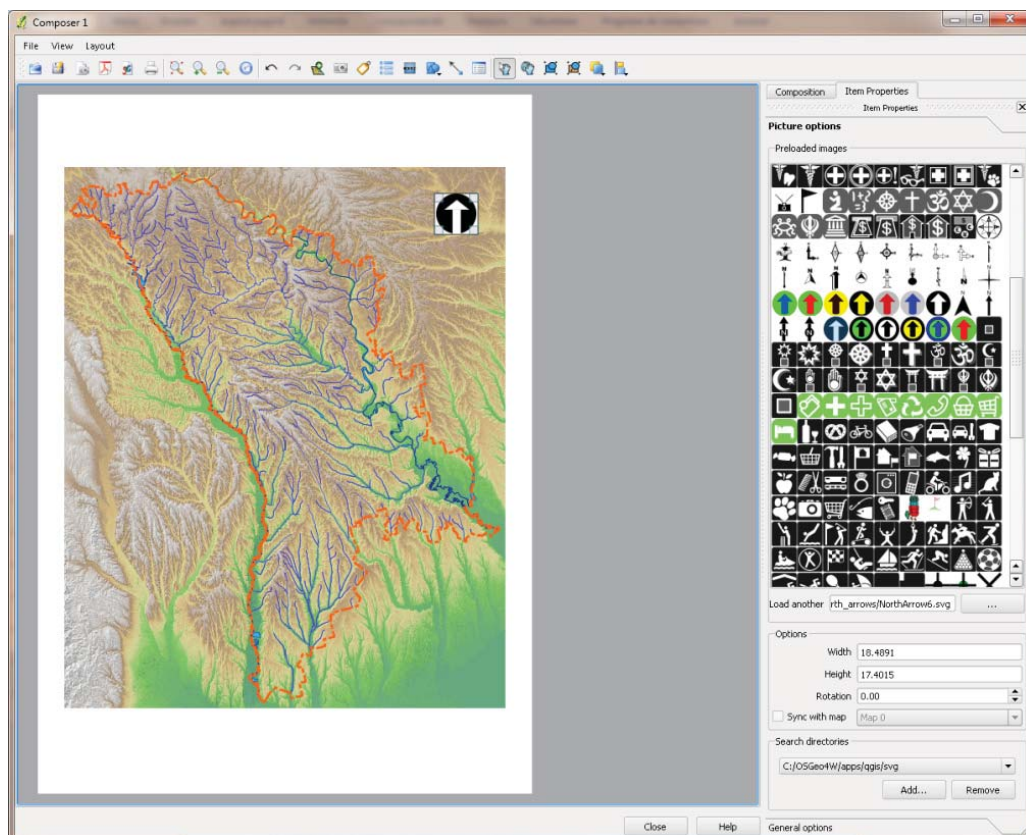 Composer 1
File View Layout
Composition Item Properties
Item Properties
Picture options
Preloaded images
Load another rth_arrows/NorthArrow6.svg ...
Options
Width 18.4891
Height 17.4015
Rotation 0.00
Sync with map Map 0
Search directories
C:/OSGeo4W/apps/qgis/svg
Add... Remove
Close Help
General options